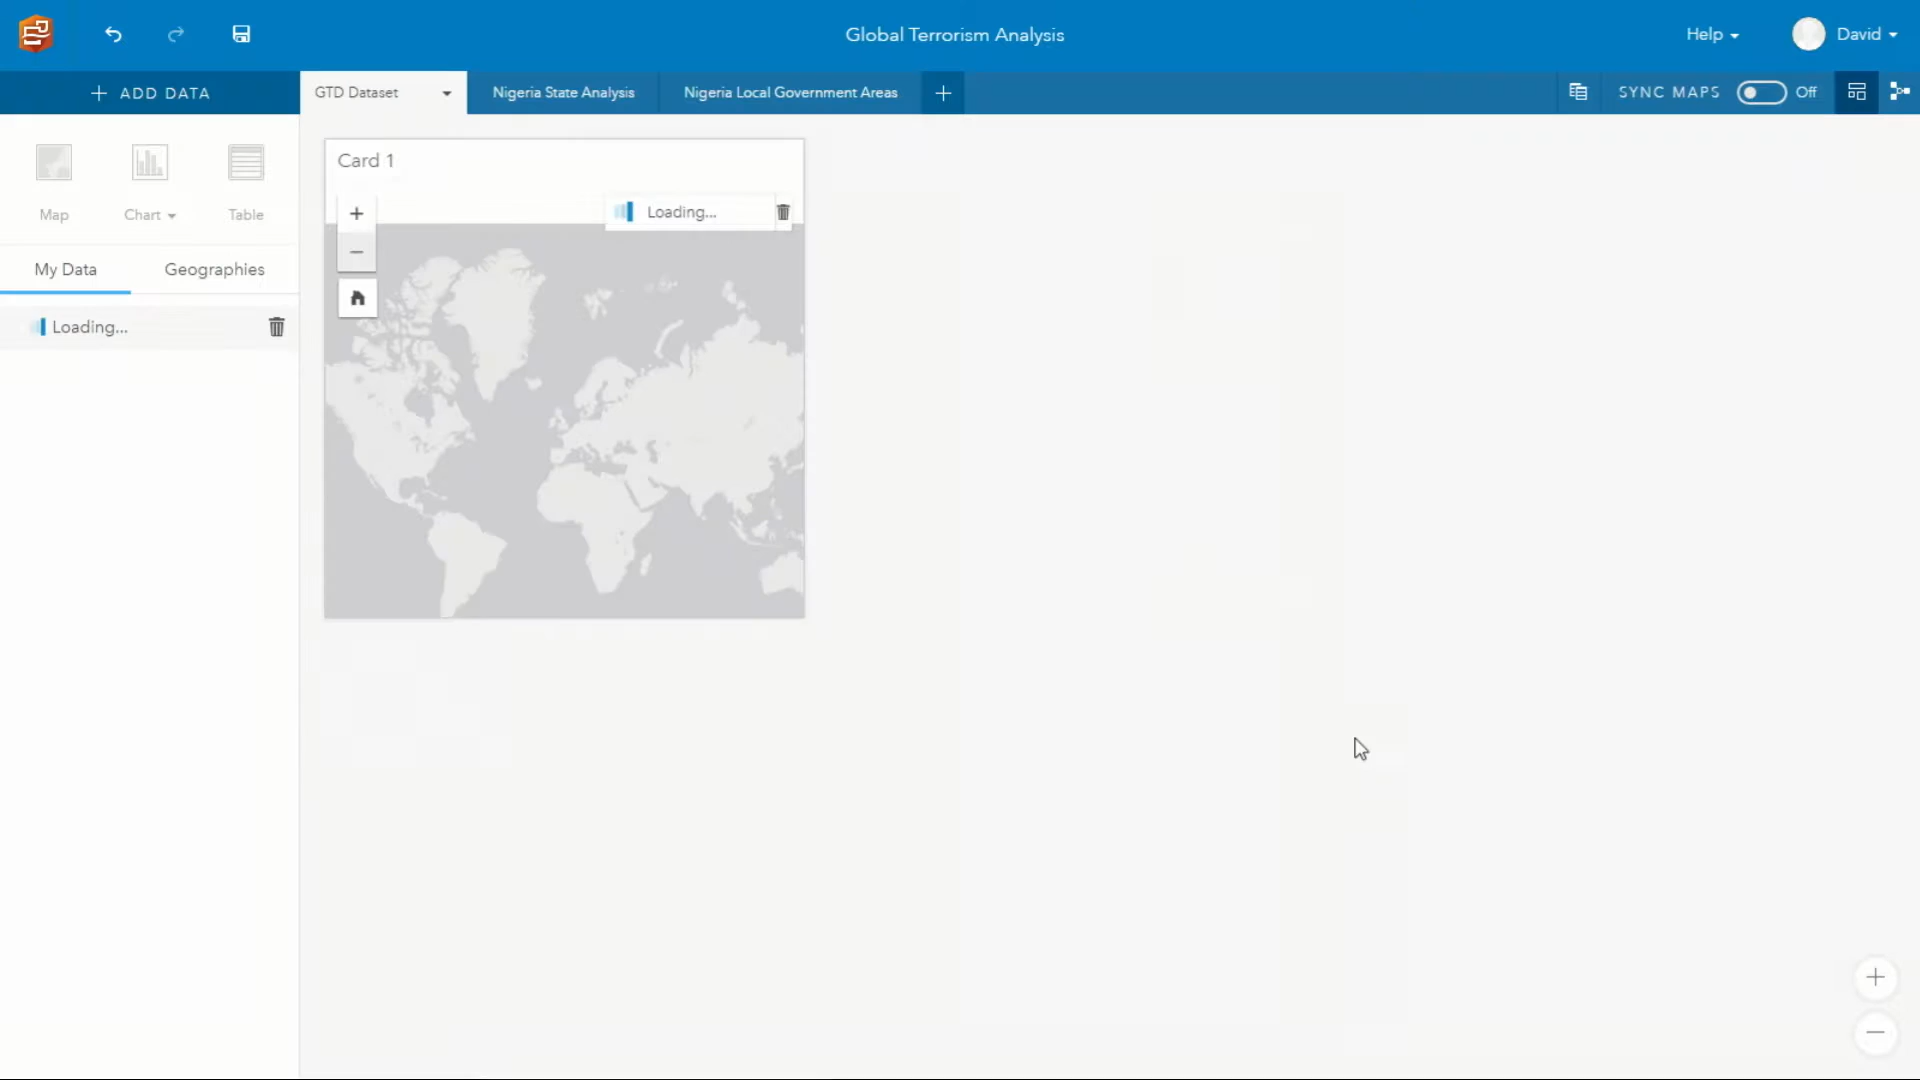 Global Terrorism Analysis
Help
David
+ ADD DATA
GTD Dataset
Nigeria State Analysis
Nigeria Local Government Areas
+
SYNC MAPS
Off
Map
Chart
Table
My Data
Geographies
Loading...
Card 1
Loading...